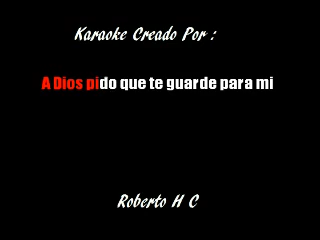 Karaoke Creado Por :
A Dios pido que te guarde para mi
Roberto H C